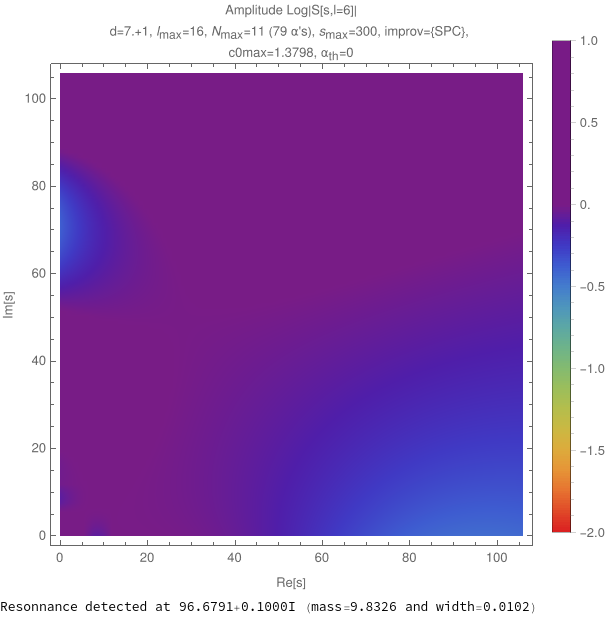 Amplitude Log|S[s,l=6]|
d=7.+1, lmax=16, Nmax=11 (79 α's), smax=300, improv={SPC},
c0max=1.3798, αth=0
100
80
60
40
20
0
Im[s]
0 20 40 60 80 100
Re[s]
1.0
0.5
0.
−0.5
−1.0
−1.5
−2.0
Resonnance detected at 96.6791+0.1000I (mass=9.8326 and width=0.0102)